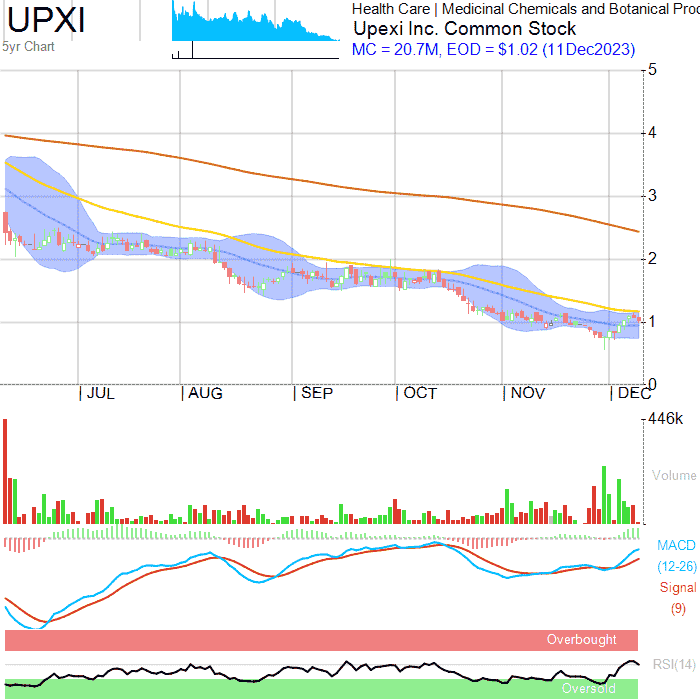 UPXI
5yr Chart
Health Care | Medicinal Chemicals and Botanical Prod
Upexi Inc. Common Stock
MC = 20.7M, EOD = $1.02 (11Dec2023)
5
4
3
2
1
0
JUL AUG SEP OCT NOV DEC
446k
Volume
MACD
(12-26)
Signal
(9)
Overbought
RSI(14)
Oversold